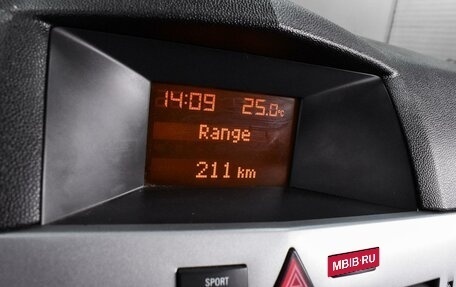 14:09 25.0°C
Range
211 km
SPORT
MBIB.RU